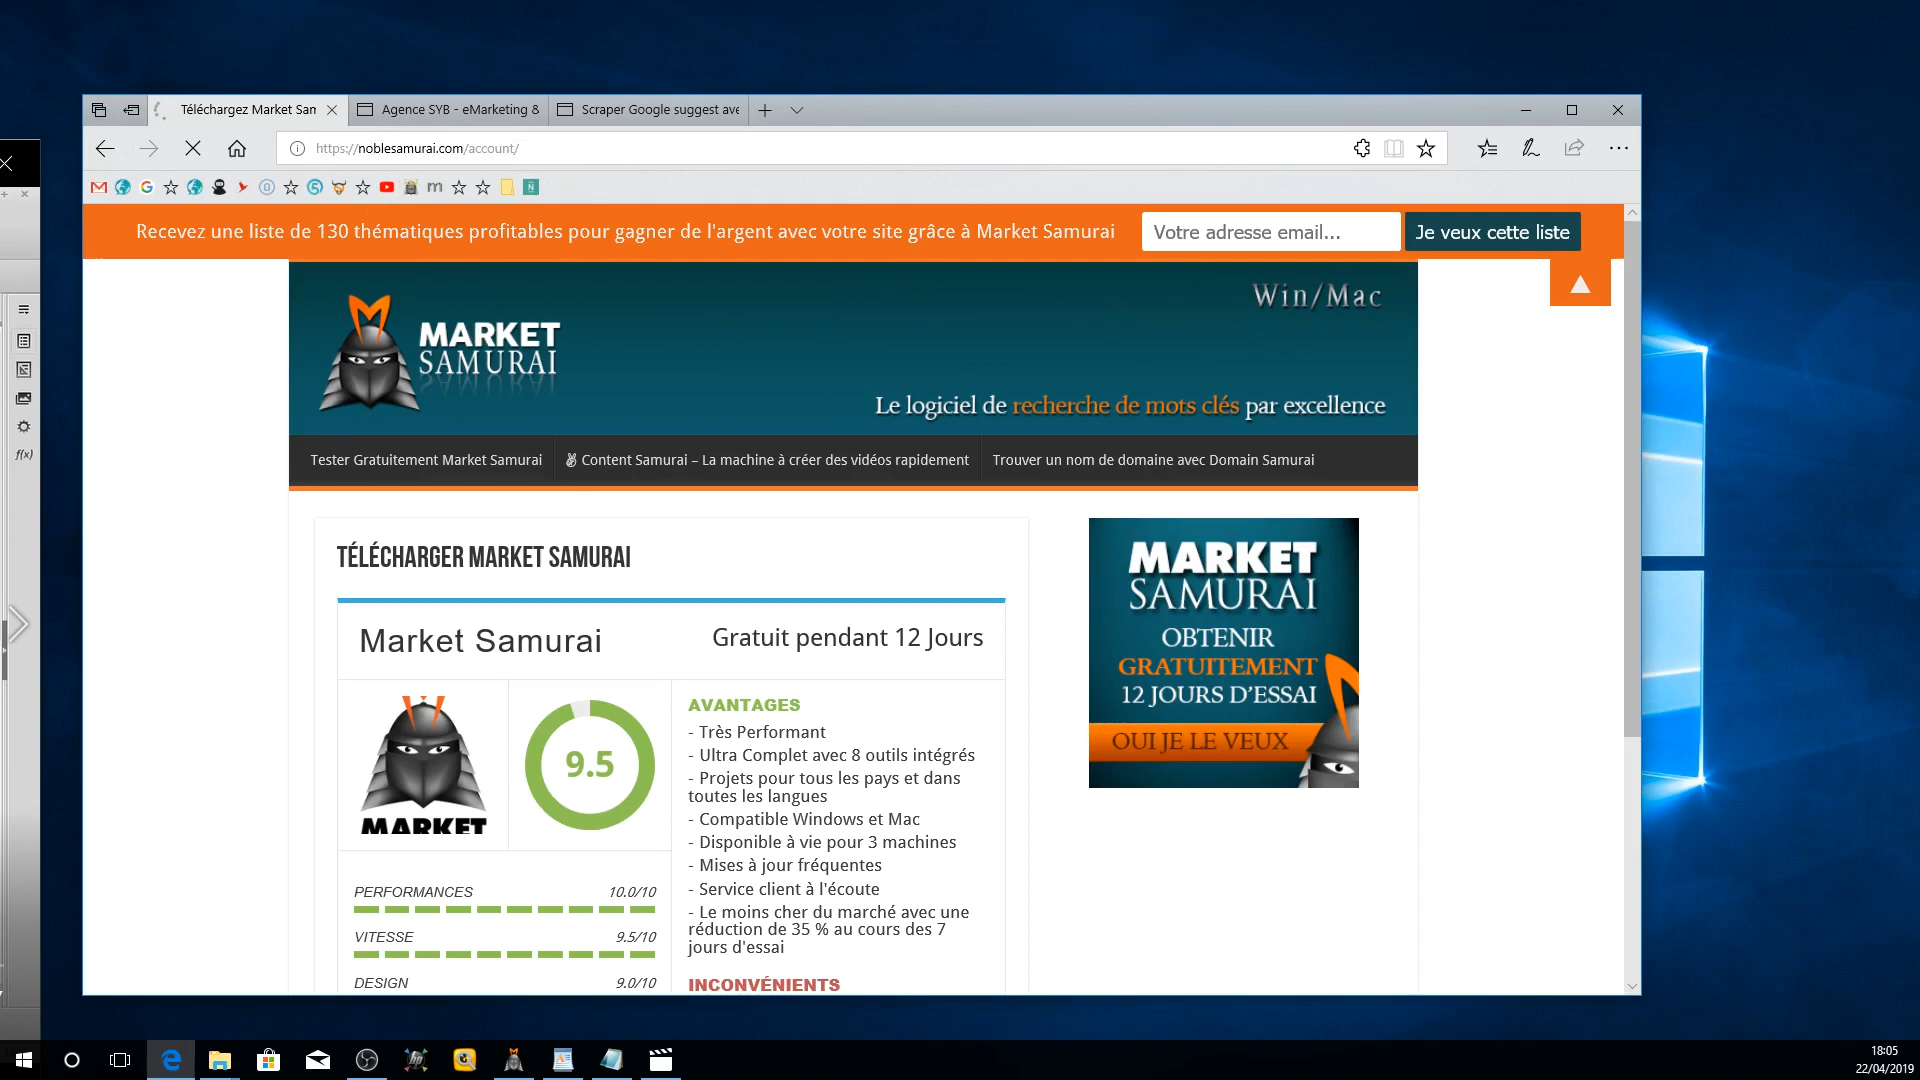 Téléchargez Market Sam
Agence SYB - eMarketing &
Scraper Google suggest ave
https://noblesamurai.com/account/
Recevez une liste de 130 thématiques profitables pour gagner de l'argent avec votre site grâce à Market Samurai
Votre adresse email...
Je veux cette liste
MARKET
SAMURAI
Win/Mac
Le logiciel de recherche de mots clés par excellence
Tester Gratuitement Market Samurai
Content Samurai – La machine à créer des vidéos rapidement
Trouver un nom de domaine avec Domain Samurai
TÉLÉCHARGER MARKET SAMURAI
Market Samurai
Gratuit pendant 12 Jours
MARKET
9.5
PERFORMANCES 10.0/10
VITESSE 9.5/10
DESIGN 9.0/10
AVANTAGES
- Très Performant
- Ultra Complet avec 8 outils intégrés
- Projets pour tous les pays et dans
toutes les langues
- Compatible Windows et Mac
- Disponible à vie pour 3 machines
- Mises à jour fréquentes
- Service client à l'écoute
- Le moins cher du marché avec une
réduction de 35 % au cours des 7
jours d'essai
INCONVÉNIENTS
MARKET
SAMURAI
OBTENIR
GRATUITEMENT
12 JOURS D'ESSAI
OUI JE LE VEUX
f(x)
18:05
22/04/2019